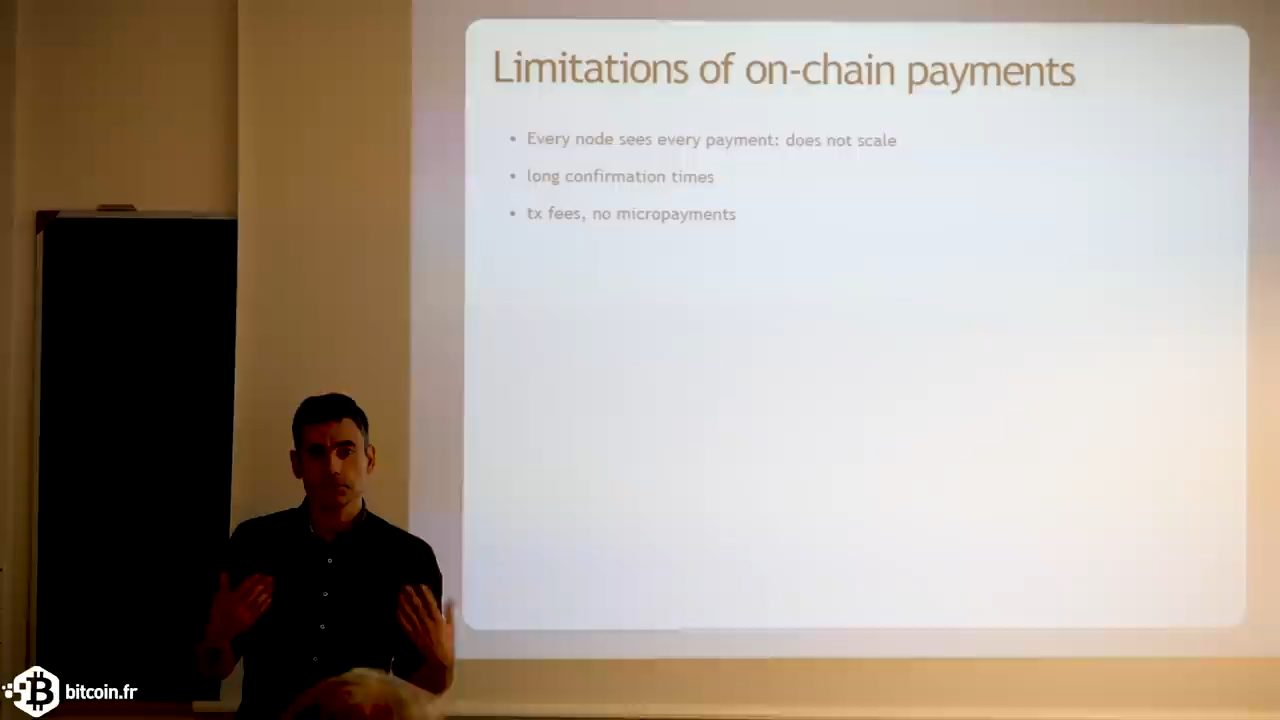 Limitations of on-chain payments
• Every node sees every payment: does not scale
• long confirmation times
• tx fees, no micropayments
bitcoin.fr